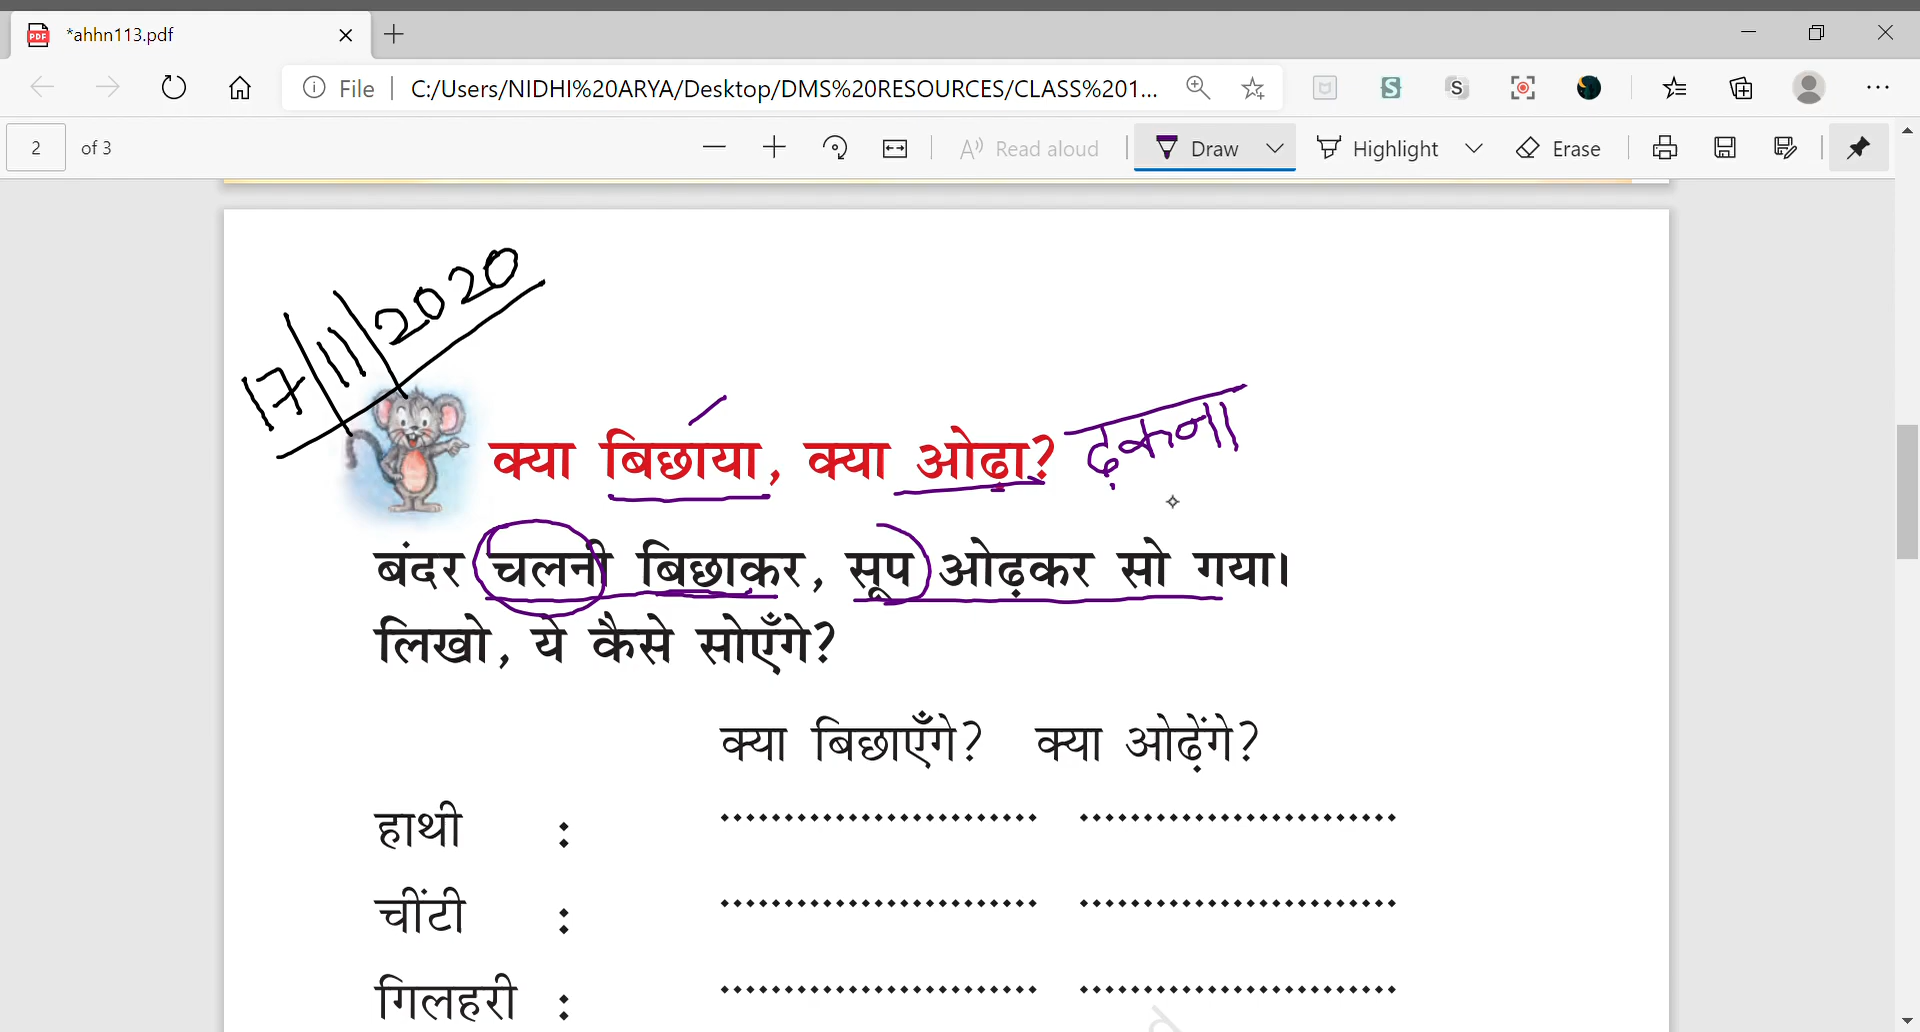 *ahhn113.pdf
File C:/Users/NIDHI%20ARYA/Desktop/DMS%20RESOURCES/CLASS%201...
2 of 3 Read aloud Draw Highlight Erase
17/11/2020
क्या बिछाया, क्या ओढ़ा? ढ़कना
बंदर चलनी बिछाकर, सूप ओढ़कर सो गया।
लिखो, ये कैसे सोएँगे?
क्या बिछाएँगे? क्या ओढ़ेंगे?
हाथी : ............................. .............................
चींटी : ............................. .............................
गिलहरी : ............................. .............................